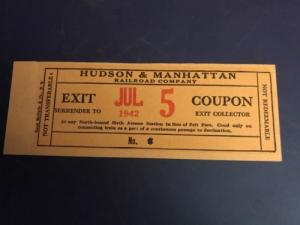 HUDSON & MANHATTAN
RAILROAD COMPANY
NOT TRANSFERABLE
EXIT JUL 5 COUPON
SURRENDER TO 1942 EXIT COLLECTOR
to any North-bound Sixth Avenue Station in lieu of Exit Fare. Good only on
connecting train as part of a continuous passage to destination.
No.
NOT REDEEMABLE